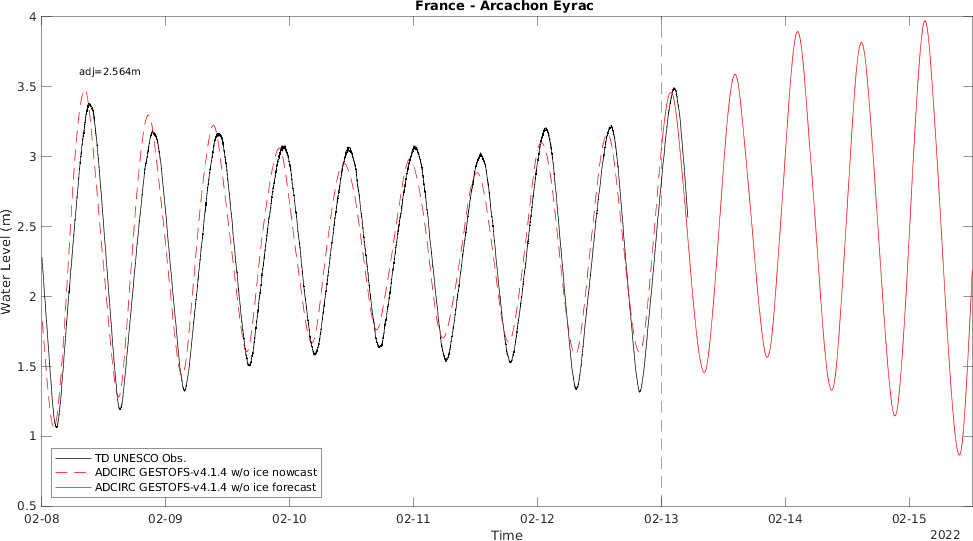 France - Arcachon Eyrac
adj=2.564m
4
3.5
3
2.5
2
1.5
1
0.5
Water Level (m)
TD UNESCO Obs.
ADCIRC GESTOFS-v4.1.4 w/o ice nowcast
ADCIRC GESTOFS-v4.1.4 w/o ice forecast
02-08 02-09 02-10 02-11 02-12 02-13 02-14 02-15
Time
2022